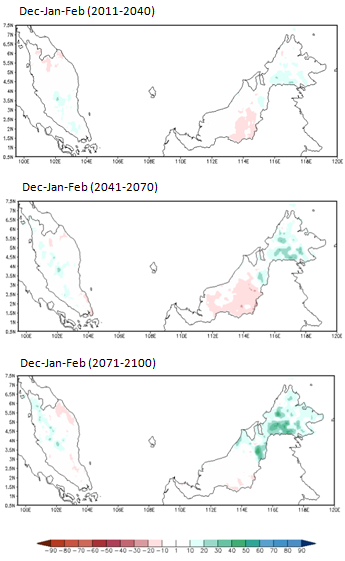 Dec-Jan-Feb (2011-2040)
7.5N
7N
6.5N
6N
5.5N
5N
4.5N
4N
3.5N
3N
2.5N
2N
1.5N
1N
0.5N
100E 102E 104E 106E 108E 110E 112E 114E 116E 118E 120E
Dec-Jan-Feb (2041-2070)
7.5N
7N
6.5N
6N
5.5N
5N
4.5N
4N
3.5N
3N
2.5N
2N
1.5N
1N
0.5N
100E 102E 104E 106E 108E 110E 112E 114E 116E 118E 120E
Dec-Jan-Feb (2071-2100)
7.5N
7N
6.5N
6N
5.5N
5N
4.5N
4N
3.5N
3N
2.5N
2N
1.5N
1N
0.5N
100E 102E 104E 106E 108E 110E 112E 114E 116E 118E 120E
-90 -80 -70 -60 -50 -40 -30 -20 -10 1 10 20 30 40 50 60 70 80 90